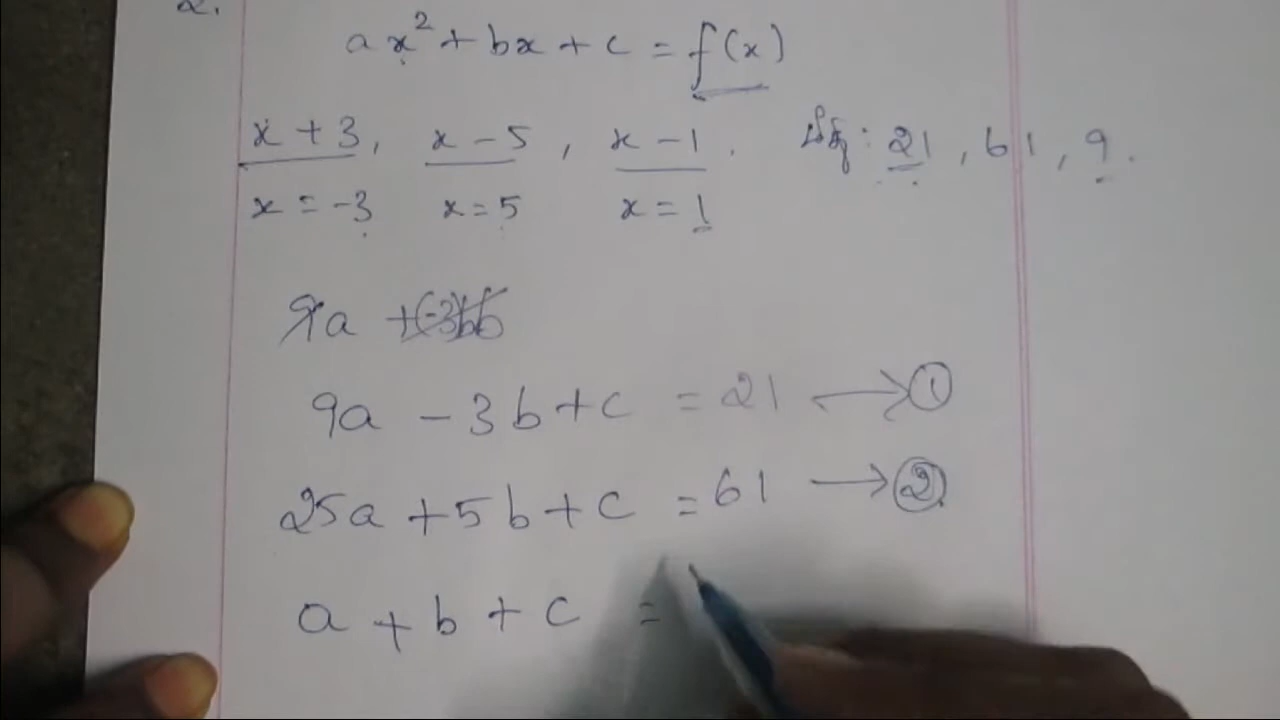 2.
ax² + bx + c = f(x)
x + 3, x - 5, x - 1. மீதி: 21, 61, 9.
x = -3 x = 5 x = 1
9a - 3b + c = 21 → ①
25a + 5b + c = 61 → ②
a + b + c =